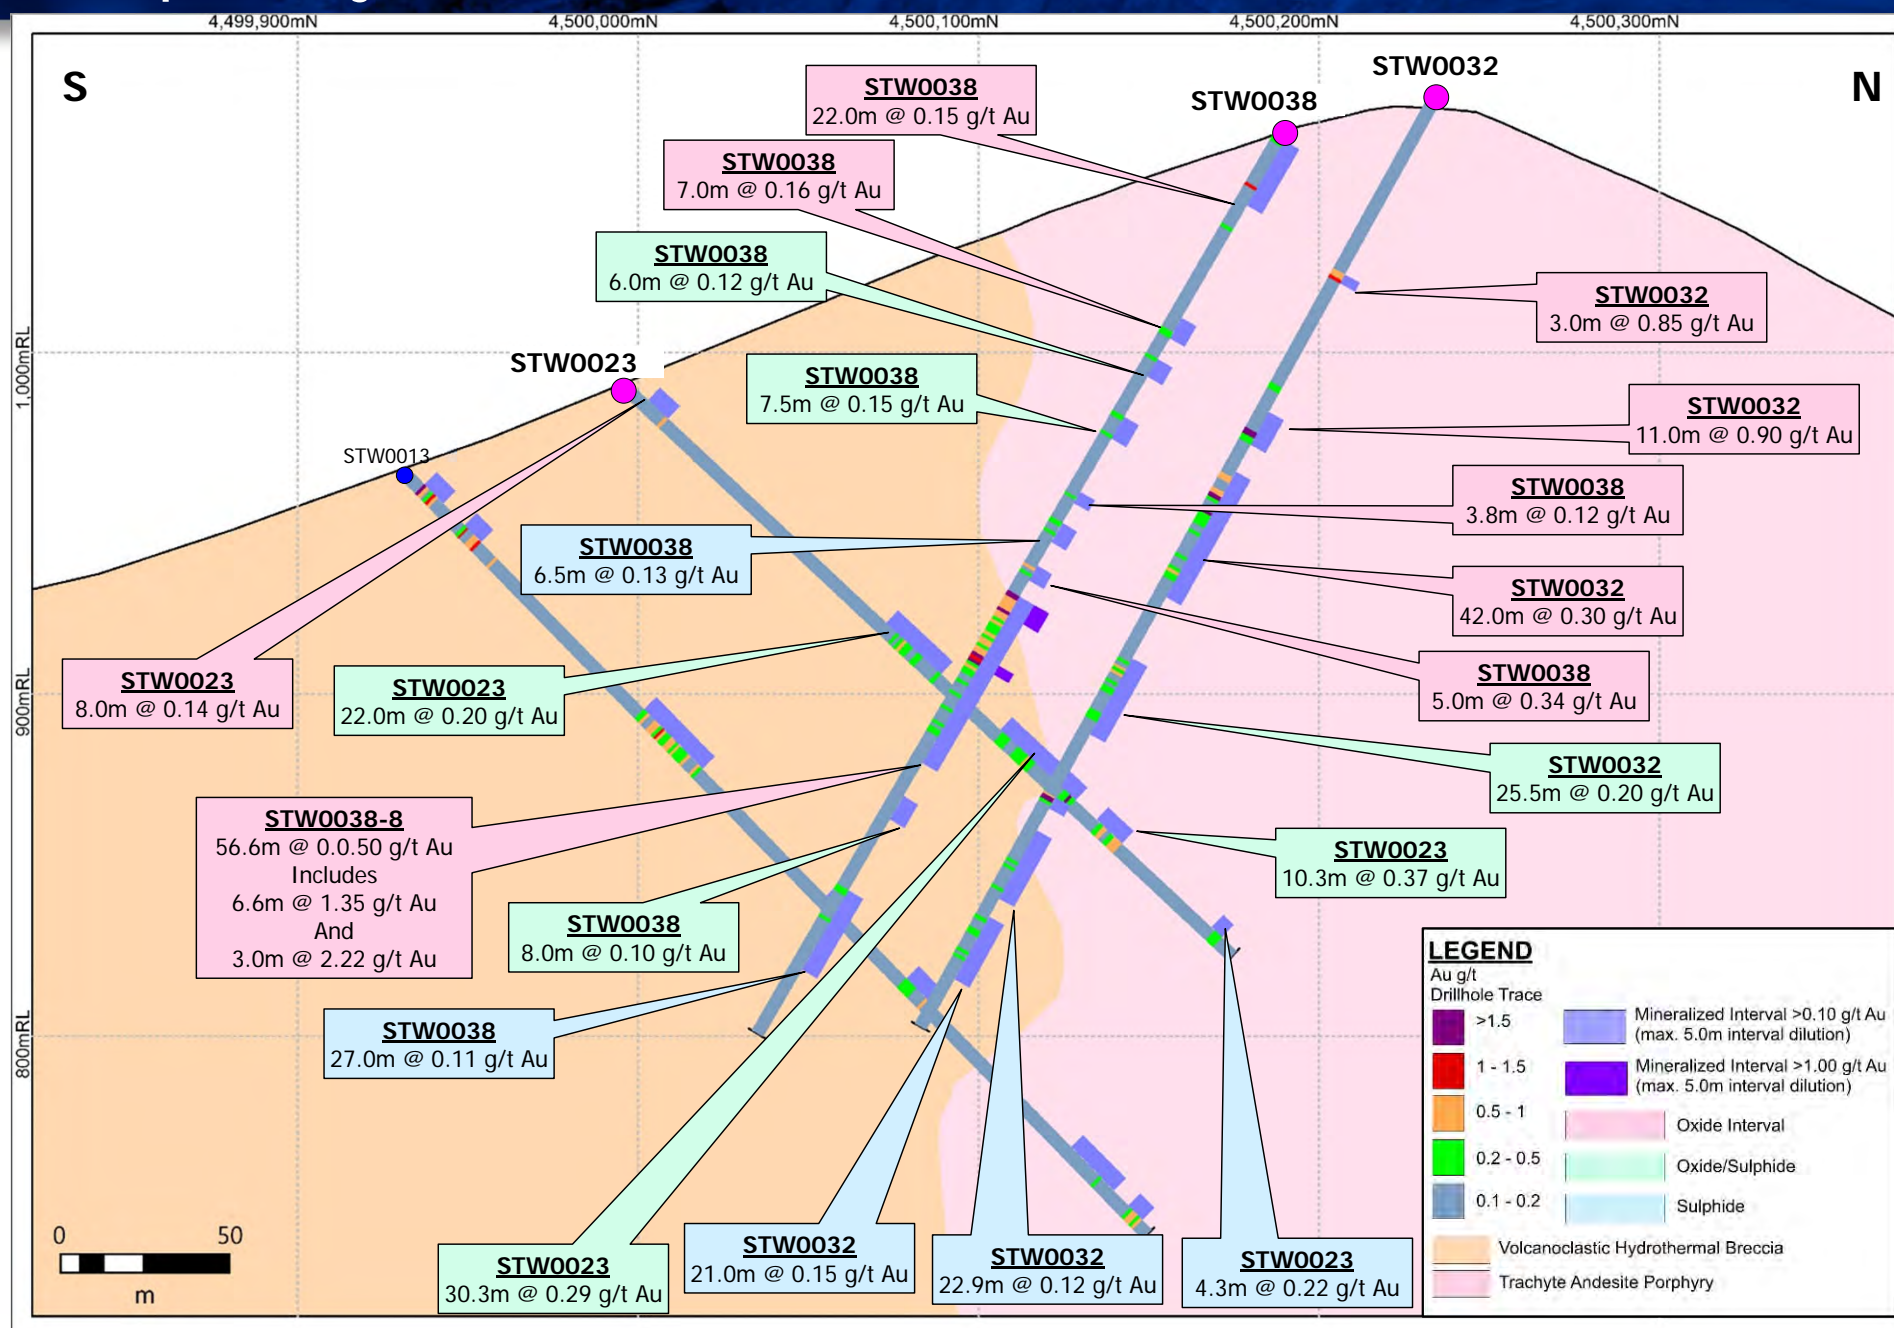 4,499,900mN
4,500,000mN
4,500,100mN
4,500,200mN
4,500,300mN
S
N
STW0032
STW0038
STW0023
STW0013
1,000mRL
900mRL
800mRL
STW0038
22.0m @ 0.15 g/t Au
STW0038
7.0m @ 0.16 g/t Au
STW0038
6.0m @ 0.12 g/t Au
STW0038
7.5m @ 0.15 g/t Au
STW0032
3.0m @ 0.85 g/t Au
STW0032
11.0m @ 0.90 g/t Au
STW0038
3.8m @ 0.12 g/t Au
STW0038
6.5m @ 0.13 g/t Au
STW0032
42.0m @ 0.30 g/t Au
STW0038
5.0m @ 0.34 g/t Au
STW0023
8.0m @ 0.14 g/t Au
STW0023
22.0m @ 0.20 g/t Au
STW0032
25.5m @ 0.20 g/t Au
STW0038-8
56.6m @ 0.0.50 g/t Au
Includes
6.6m @ 1.35 g/t Au
And
3.0m @ 2.22 g/t Au
STW0023
10.3m @ 0.37 g/t Au
STW0038
8.0m @ 0.10 g/t Au
STW0038
27.0m @ 0.11 g/t Au
STW0023
30.3m @ 0.29 g/t Au
STW0032
21.0m @ 0.15 g/t Au
STW0032
22.9m @ 0.12 g/t Au
STW0023
4.3m @ 0.22 g/t Au
0 50
m
LEGEND
Au g/t
Drillhole Trace
>1.5
1 - 1.5
0.5 - 1
0.2 - 0.5
0.1 - 0.2
Mineralized Interval >0.10 g/t Au
(max. 5.0m interval dilution)
Mineralized Interval >1.00 g/t Au
(max. 5.0m interval dilution)
Oxide Interval
Oxide/Sulphide
Sulphide
Volcanoclastic Hydrothermal Breccia
Trachyte Andesite Porphyry